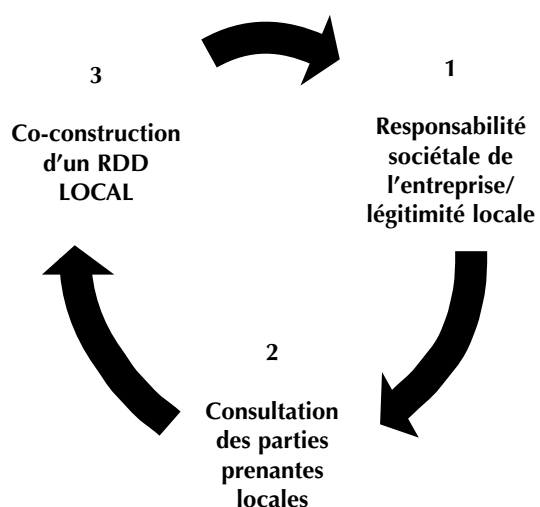 3
Co-construction
d’un RDD
LOCAL
1
Responsabilité
sociétale de
l’entreprise/
légitimité locale
2
Consultation
des parties
prenantes
locales